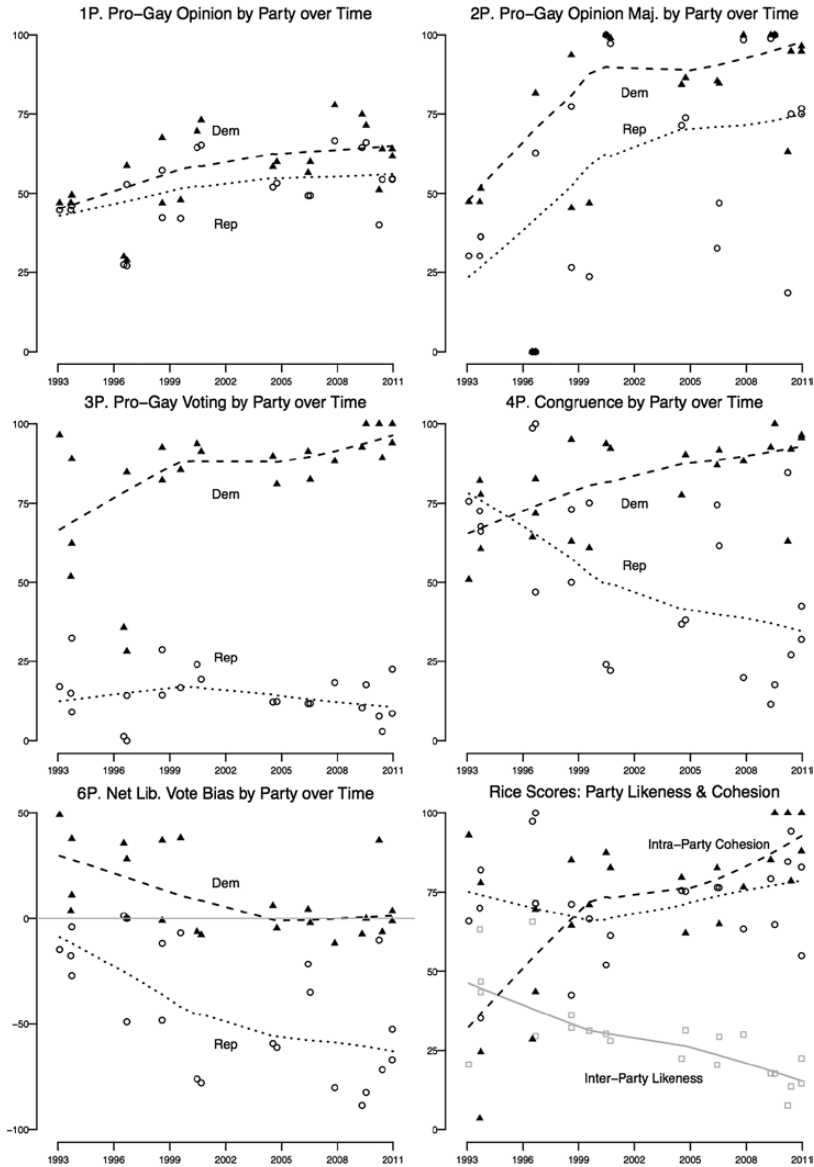 1P. Pro-Gay Opinion by Party over Time
100
75
50
25
0
Dem
Rep
1993 1996 1999 2002 2005 2008 2011
2P. Pro-Gay Opinion Maj. by Party over Time
100
75
50
25
0
Dem
Rep
1993 1996 1999 2002 2005 2008 2011
3P. Pro-Gay Voting by Party over Time
100
75
50
25
0
Dem
Rep
1993 1996 1999 2002 2005 2008 2011
4P. Congruence by Party over Time
100
75
50
25
0
Dem
Rep
1993 1996 1999 2002 2005 2008 2011
6P. Net Lib. Vote Bias by Party over Time
50
0
-50
-100
Dem
Rep
1993 1996 1999 2002 2005 2008 2011
Rice Scores: Party Likeness & Cohesion
100
75
50
25
0
Intra-Party Cohesion
Inter-Party Likeness
1993 1996 1999 2002 2005 2008 2011